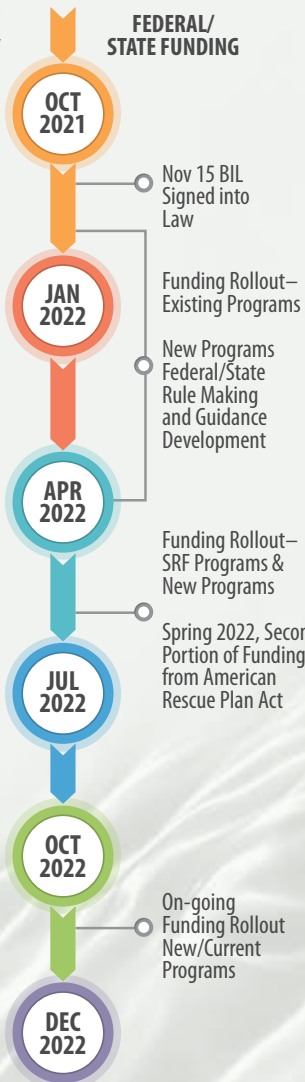 FEDERAL/
STATE FUNDING
OCT
2021
Nov 15 BIL
Signed into
Law
JAN
2022
Funding Rollout–
Existing Programs
New Programs
Federal/State
Rule Making
and Guidance
Development
APR
2022
Funding Rollout–
SRF Programs &
New Programs
Spring 2022, Secon
Portion of Funding
from American
Rescue Plan Act
JUL
2022
OCT
2022
On-going
Funding Rollout
New/Current
Programs
DEC
2022